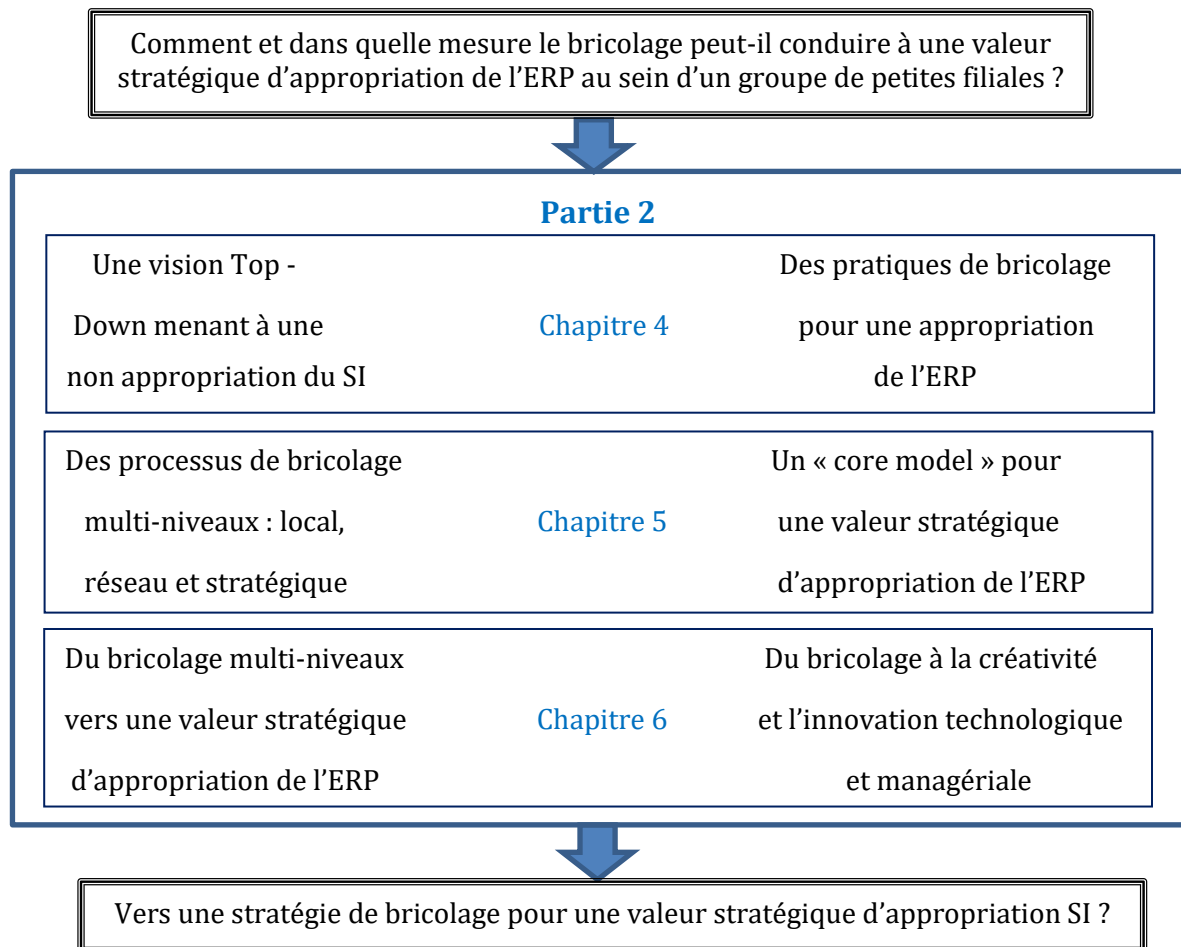 Comment et dans quelle mesure le bricolage peut-il conduire à une valeur
stratégique d’appropriation de l’ERP au sein d’un groupe de petites filiales ?
Partie 2
Une vision Top -
Down menant à une
non appropriation du SI
Chapitre 4
Des pratiques de bricolage
pour une appropriation
de l’ERP
Des processus de bricolage
multi-niveaux : local,
réseau et stratégique
Chapitre 5
Un « core model » pour
une valeur stratégique
d’appropriation de l’ERP
Du bricolage multi-niveaux
vers une valeur stratégique
d’appropriation de l’ERP
Chapitre 6
Du bricolage à la créativité
et l’innovation technologique
et managériale
Vers une stratégie de bricolage pour une valeur stratégique d’appropriation SI ?